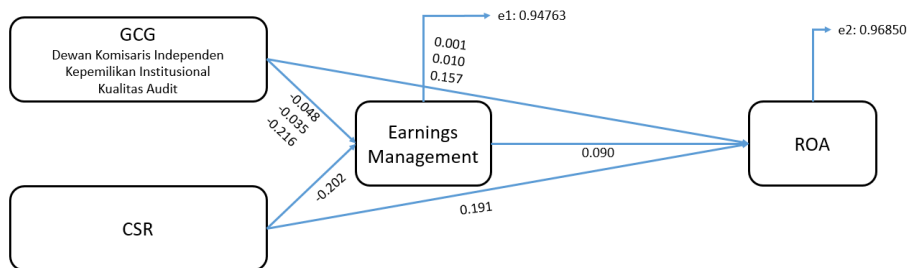 GCG
Dewan Komisaris Independen
Kepemilikan Institusional
Kualitas Audit
e1: 0.94763
e2: 0.96850
0.001
0.010
0.157
-0.048
-0.035
-0.216
Earnings
Management
0.090
ROA
-0.202
0.191
CSR